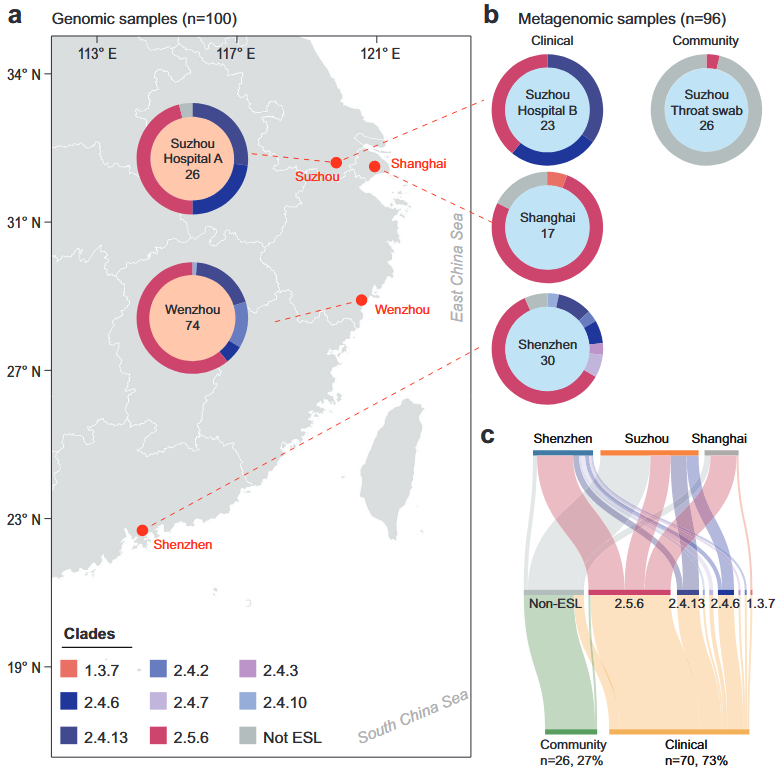 a Genomic samples (n=100)
113° E 117° E 121° E
34° N
31° N
27° N
23° N
19° N
Suzhou
Hospital A
26
Suzhou
Shanghai
Wenzhou
74
Wenzhou
Shenzhen
East China Sea
South China Sea
Clades
1.3.7 2.4.2 2.4.3
2.4.6 2.4.7 2.4.10
2.4.13 2.5.6 Not ESL
b Metagenomic samples (n=96)
Clinical Community
Suzhou
Hospital B
23
Suzhou
Throat swab
26
Shanghai
17
Shenzhen
30
c
Shenzhen Suzhou Shanghai
Non-ESL 2.5.6 2.4.13 2.4.6 1.3.7
Community
n=26, 27%
Clinical
n=70, 73%